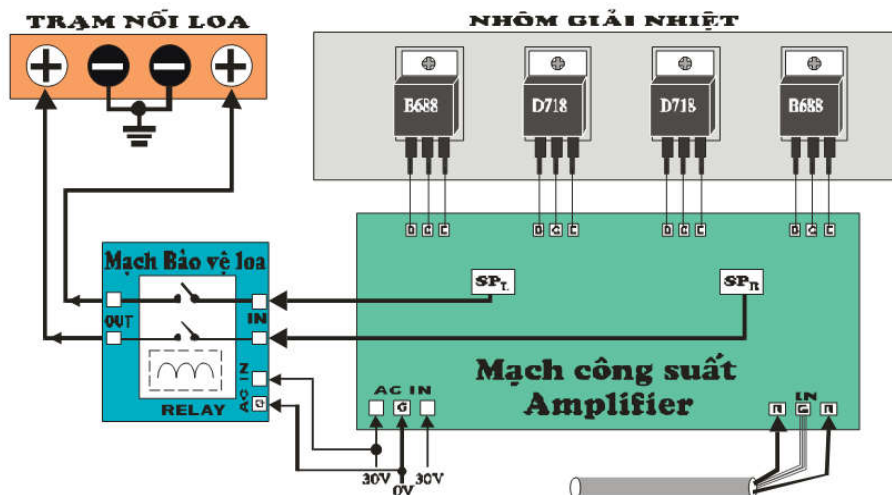 TRẠM NỐI LOA
NHÔM GIẢI NHIỆT
B688
D718
D718
B688
Mạch Bảo vệ loa
OUT
IN
AC IN
RELAY
SPL
SPR
Mạch công suất
Amplifier
AC IN
G
IN
30V
0V
30V